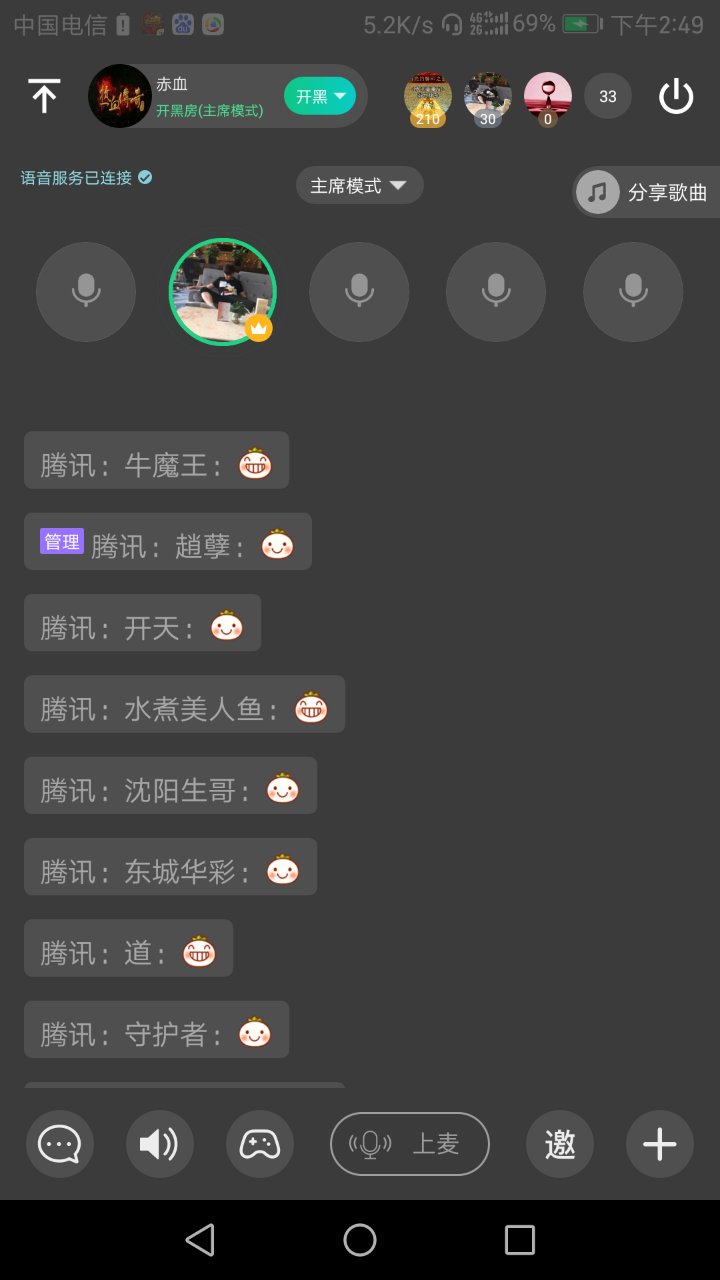 中国电信 5.2K/s 4G 2G 69% 下午2:49
赤血
开黑房(主席模式)
开黑
210
30
0
33
语音服务已连接
主席模式
分享歌曲
腾讯: 牛魔王:
管理 腾讯: 趙孽:
腾讯: 开天:
腾讯: 水煮美人鱼:
腾讯: 沈阳生哥:
腾讯: 东城华彩:
腾讯: 道:
腾讯: 守护者:
上麦
邀